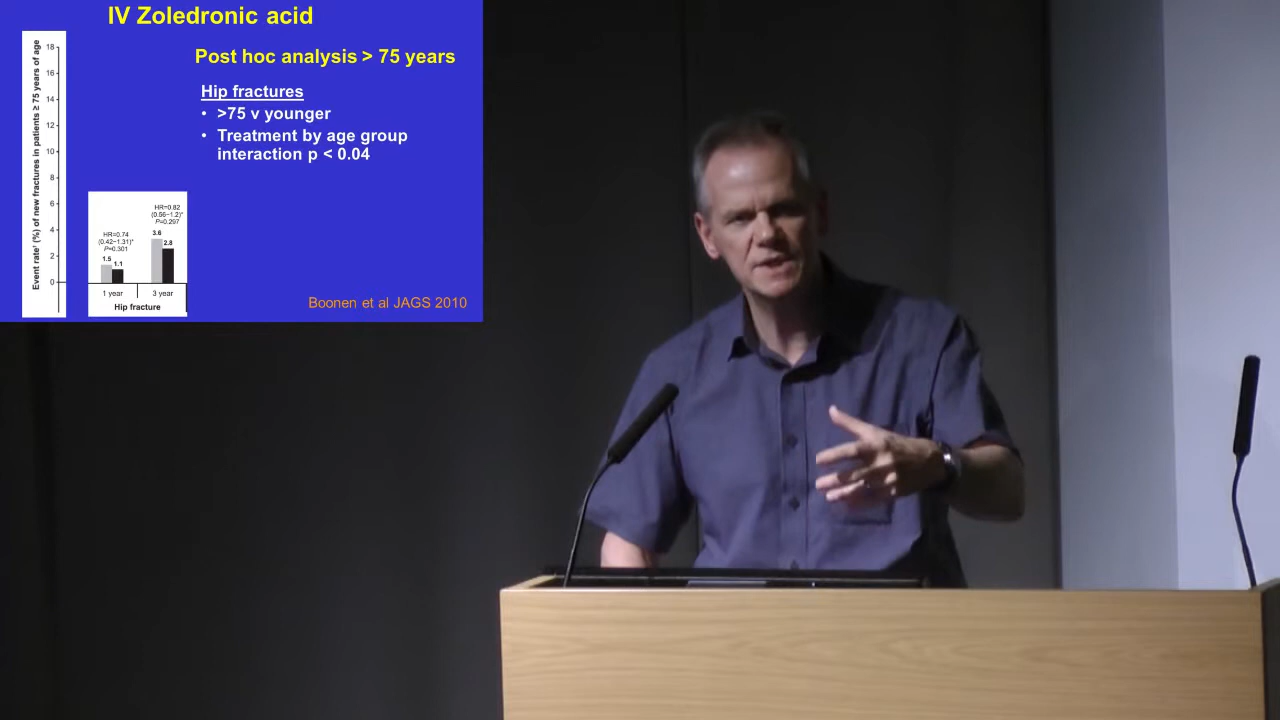 IV Zoledronic acid
Post hoc analysis > 75 years
Hip fractures
• >75 v younger
• Treatment by age group
interaction p < 0.04
Event rate† (%) of new fractures in patients ≥ 75 years of age
18
16
14
12
10
8
6
4
2
0
HR=0.74
(0.42–1.31)*
P=0.301
1.5
1.1
HR=0.82
(0.56–1.2)*
P=0.297
3.6
2.8
1 year
3 year
Hip fracture
Boonen et al JAGS 2010